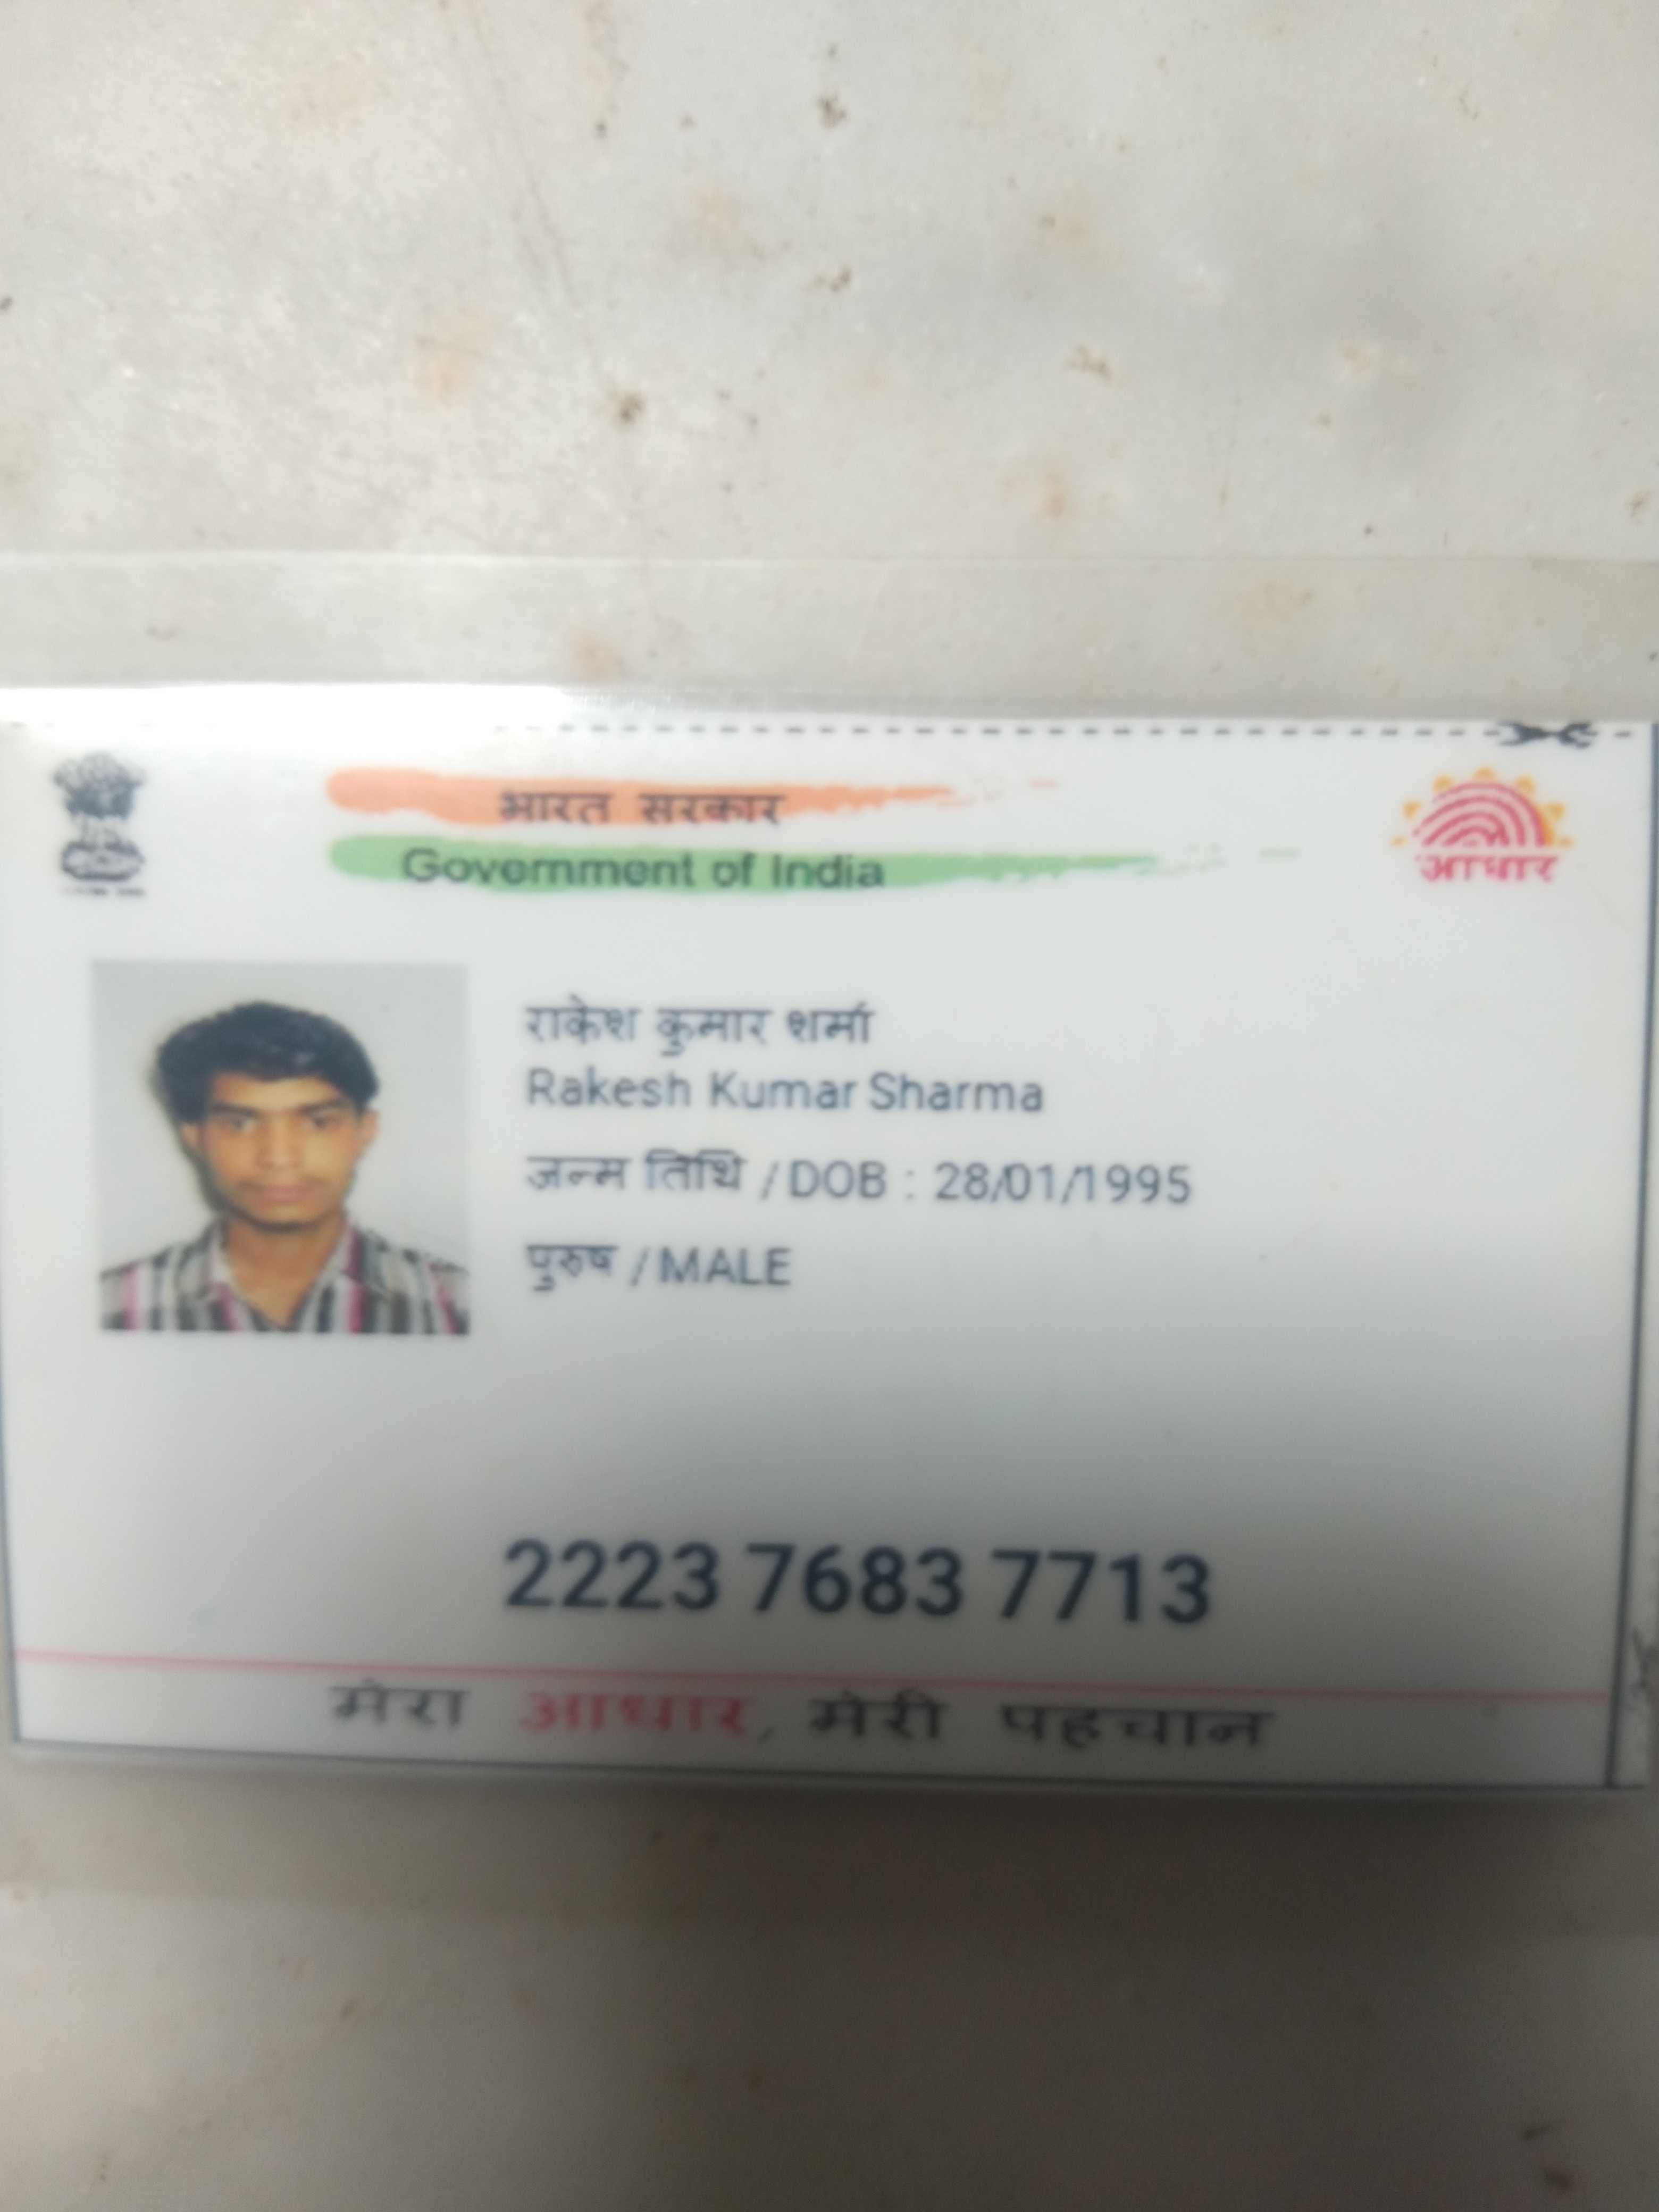 भारत सरकार
Government of India
आधार
राकेश कुमार शर्मा
Rakesh Kumar Sharma
जन्म तिथि / DOB : 28/01/1995
पुरुष / MALE
2223 7683 7713
मेरा आधार, मेरी पहचान